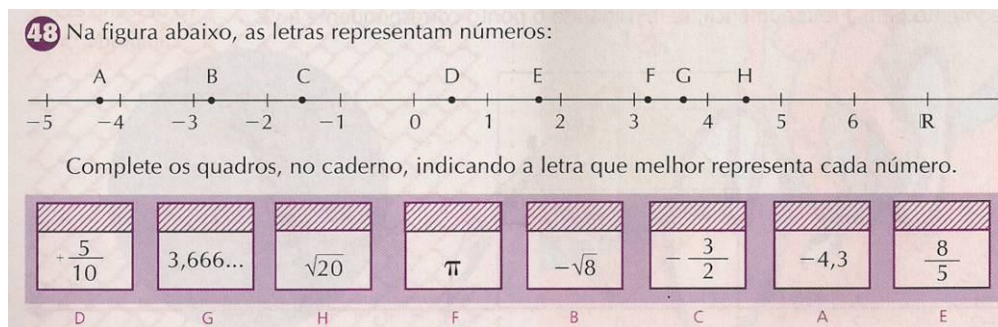 48 Na figura abaixo, as letras representam números:
A B C D E F G H
−5 −4 −3 −2 −1 0 1 2 3 4 5 6 ℝ
Complete os quadros, no caderno, indicando a letra que melhor representa cada número.
+5/10 3,666... √20 π −√8 −3/2 −4,3 8/5
D G H F B C A E